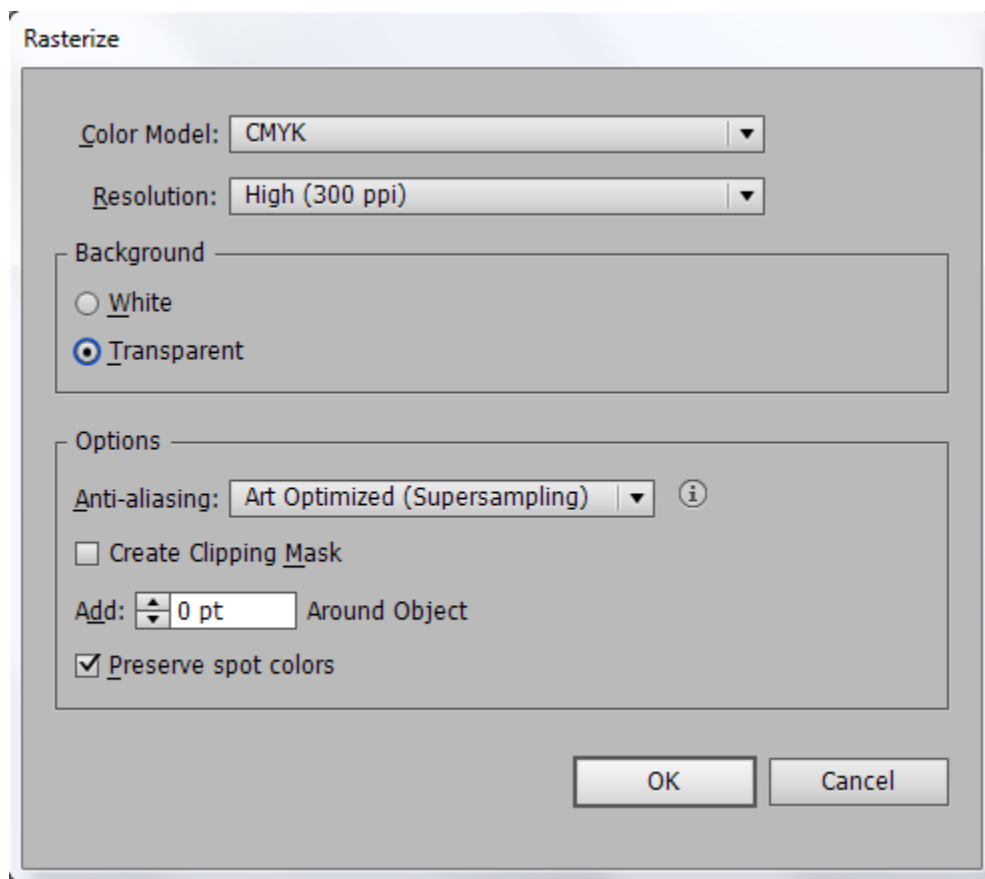 Rasterize
Color Model: CMYK
Resolution: High (300 ppi)
Background
White
Transparent
Options
Anti-aliasing: Art Optimized (Supersampling)
Create Clipping Mask
Add: 0 pt Around Object
Preserve spot colors
OK Cancel